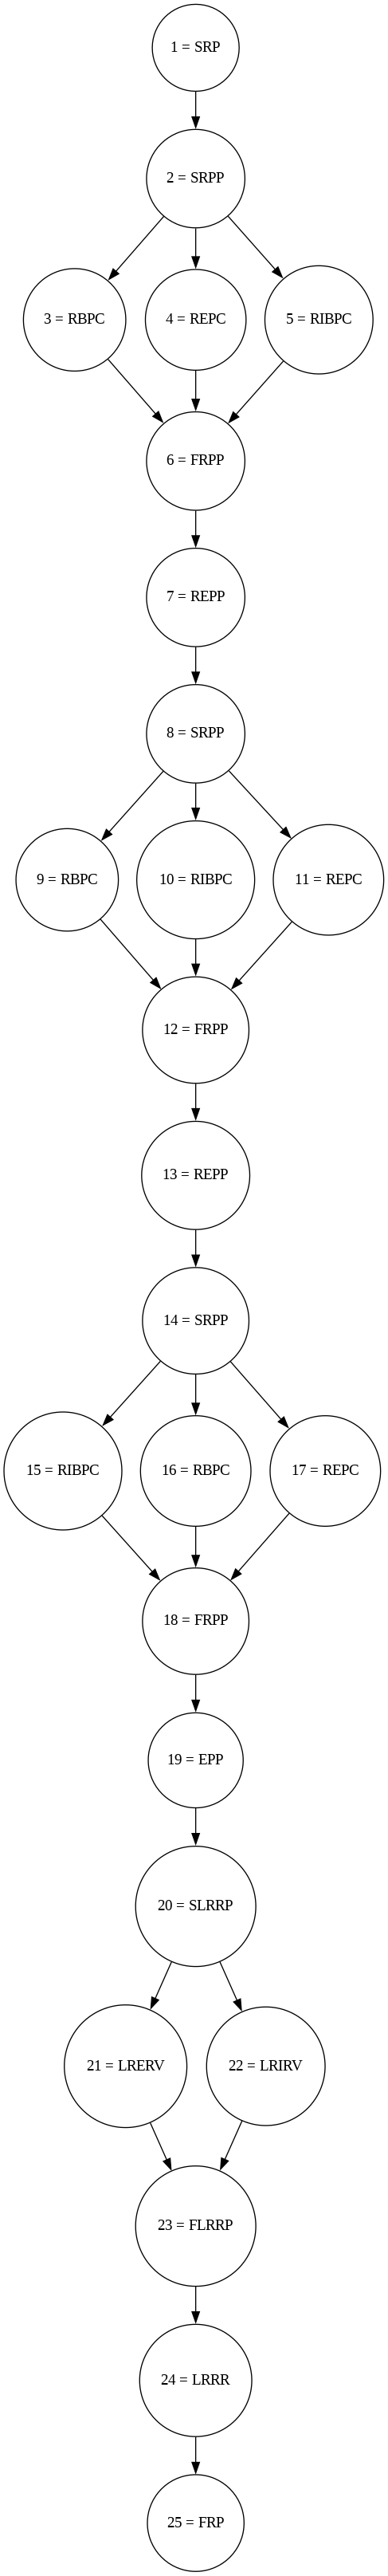 1 = SRP
2 = SRPP
3 = RBPC
4 = REPC
5 = RIBPC
6 = FRPP
7 = REPP
8 = SRPP
9 = RBPC
10 = RIBPC
11 = REPC
12 = FRPP
13 = REPP
14 = SRPP
15 = RIBPC
16 = RBPC
17 = REPC
18 = FRPP
19 = EPP
20 = SLRRP
21 = LRERV
22 = LRIRV
23 = FLRRP
24 = LRRR
25 = FRP